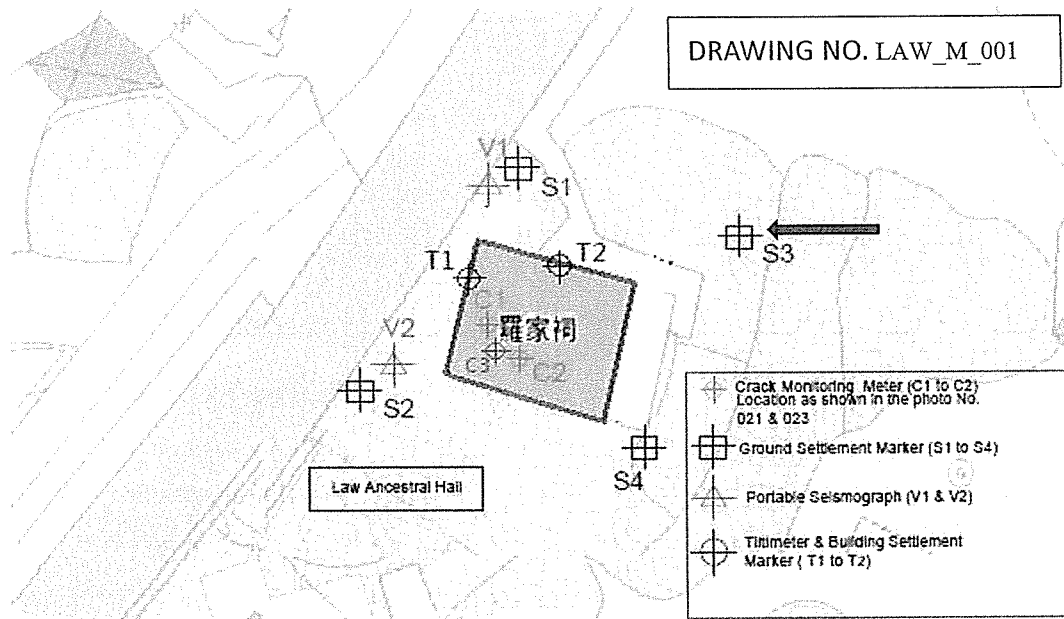 DRAWING NO. LAW_M_001
V1
S1
S3
T1
T2
C1
羅家祠
V2
C3
C2
S2
S4
Law Ancestral Hall
Crack Monitoring Meter (C1 to C2)
Location as shown in the photo No.
021 & 023
Ground Settlement Marker (S1 to S4)
Portable Seismograph (V1 & V2)
Tiltimeter & Building Settlement
Marker ( T1 to T2)